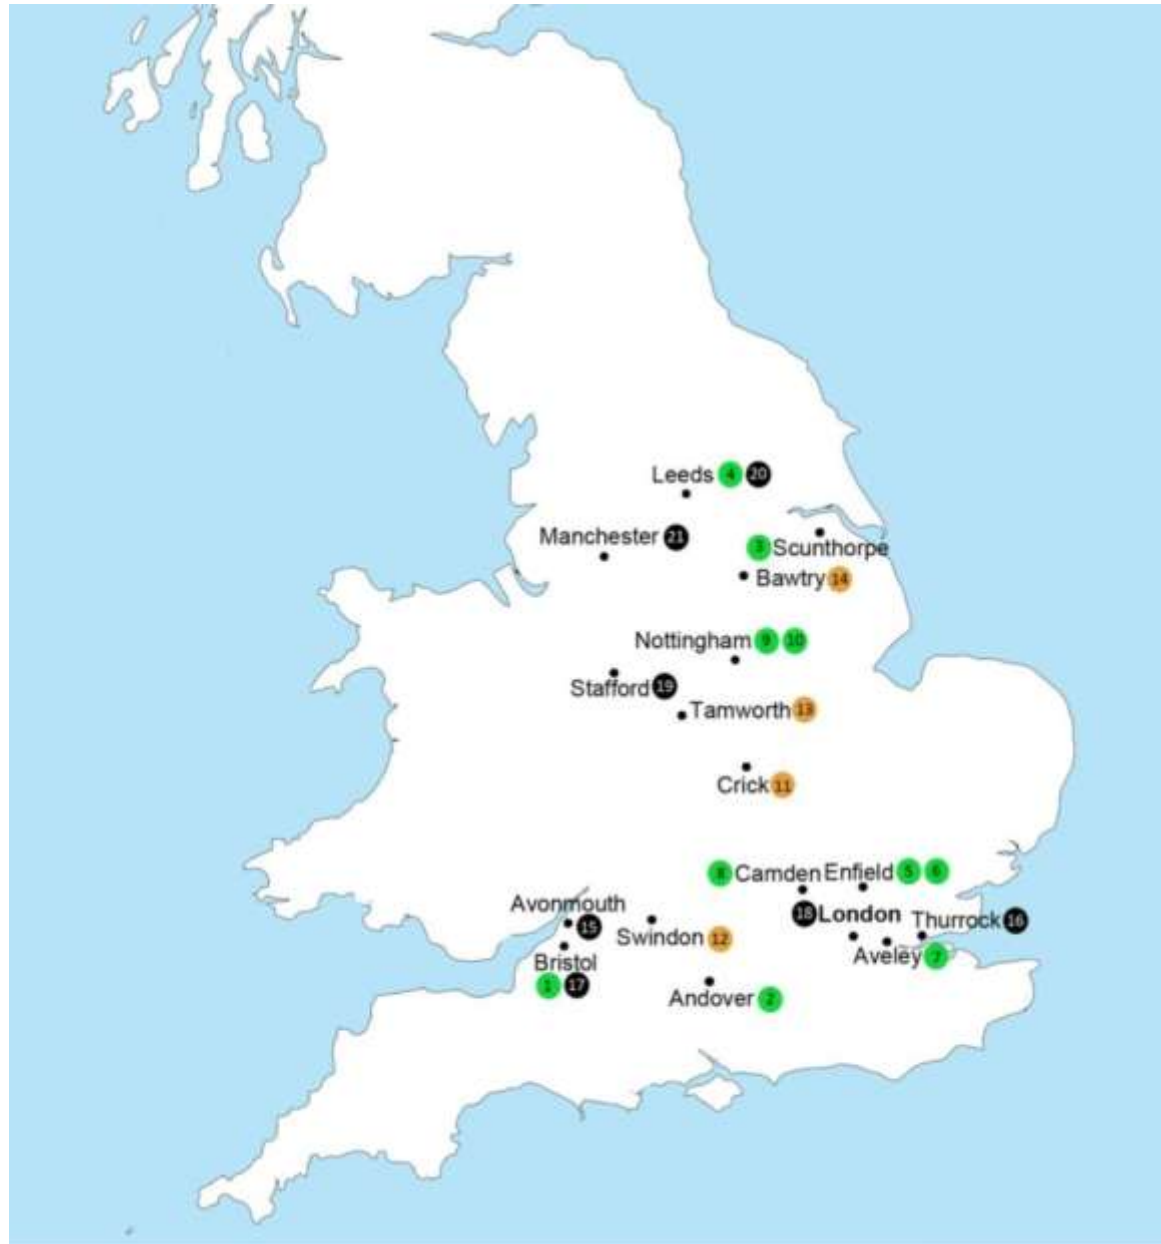 Leeds 4 20
Manchester 21
3 Scunthorpe
Bawtry 14
Nottingham 9 10
Stafford 19
Tamworth 13
Crick 11
8 Camden Enfield 5 6
Avonmouth
15
18 London Thurrock 16
Swindon 12
Aveley 7
Bristol
1 17
Andover 2